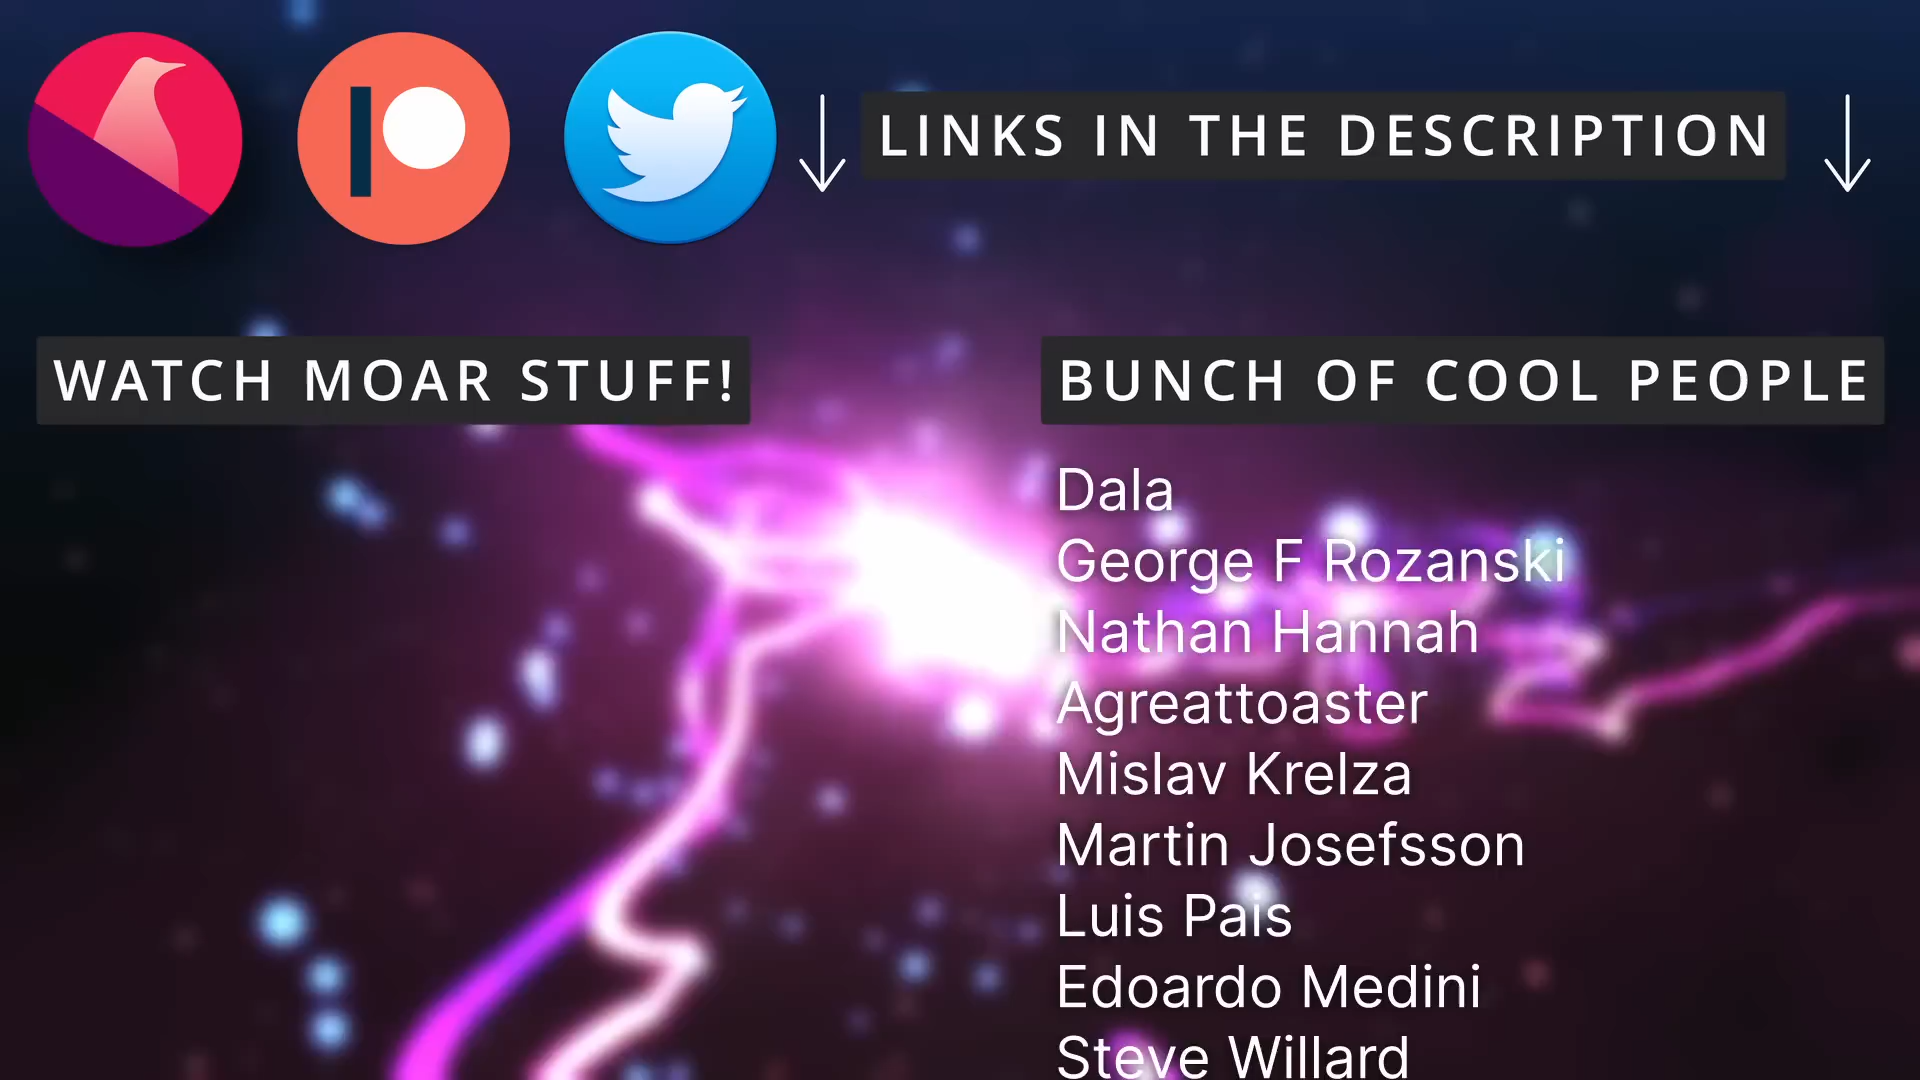 LINKS IN THE DESCRIPTION
WATCH MOAR STUFF!
BUNCH OF COOL PEOPLE
Dala
George F Rozanski
Nathan Hannah
Agreattoaster
Mislav Krelza
Martin Josefsson
Luis Pais
Edoardo Medini
Steve Willard